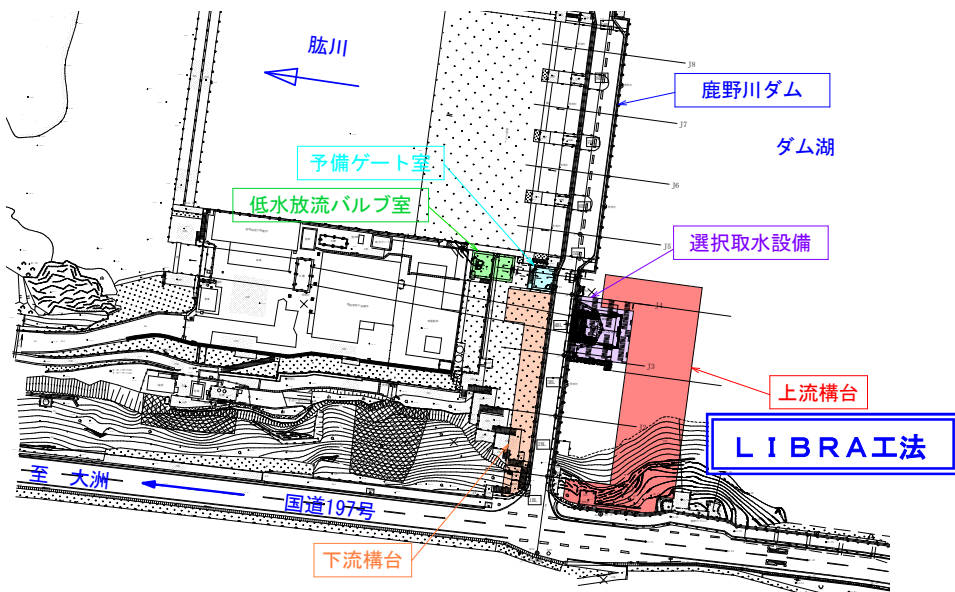 肱川
J8
鹿野川ダム
J7
ダム湖
予備ゲート室
J6
低水放流バルブ室
選択取水設備
J5
J4
J3
上流構台
LIBRA工法
至 大洲
国道197号
下流構台